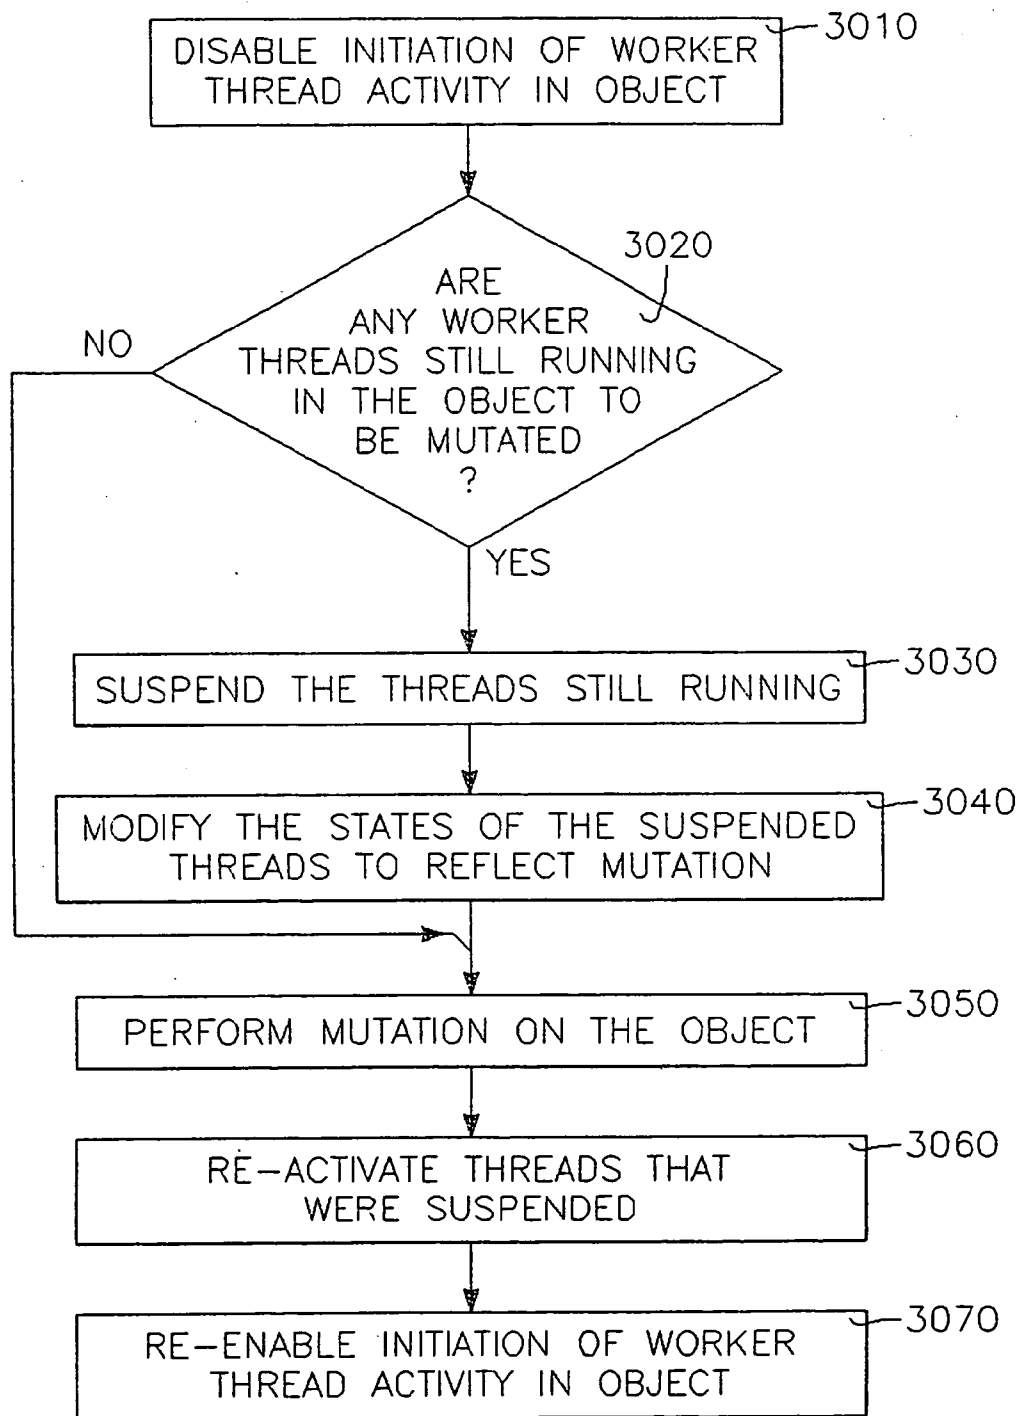 3010
DISABLE INITIATION OF WORKER
THREAD ACTIVITY IN OBJECT
3020
ARE
ANY WORKER
THREADS STILL RUNNING
IN THE OBJECT TO
BE MUTATED
?
NO
YES
3030
SUSPEND THE THREADS STILL RUNNING
3040
MODIFY THE STATES OF THE SUSPENDED
THREADS TO REFLECT MUTATION
3050
PERFORM MUTATION ON THE OBJECT
3060
RE-ACTIVATE THREADS THAT
WERE SUSPENDED
3070
RE-ENABLE INITIATION OF WORKER
THREAD ACTIVITY IN OBJECT